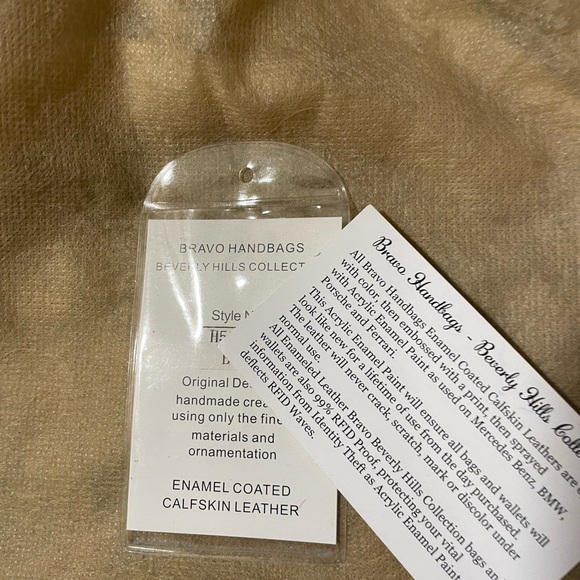 BRAVO HANDBAGS
BEVERLY HILLS COLLECT
Style N
H5
Original De
handmade crea
using only the fine
materials and
ornamentation
ENAMEL COATED
CALFSKIN LEATHER
Bravo Handbags - Beverly Hills Colle
All Bravo Handbags Enamel Coated Calfskin Leathers are
with color, then embossed with a print, then sprayed
with Acrylic Enamel Paint as used on Mercedes Benz, BMW,
Porsche and Ferrari.
This Acrylic Enamel Paint will ensure all bags and wallets will
look like new for a lifetime of use from the day purchased.
The leather will never crack, scratch, mark or discolor under
normal use.
All Enameled Leather Bravo Beverly Hills Collection bags an
wallets are also 99% RFID Proof, protecting your vital
information from Identity Theft as Acrylic Enamel Pain
deflects RFID Waves.